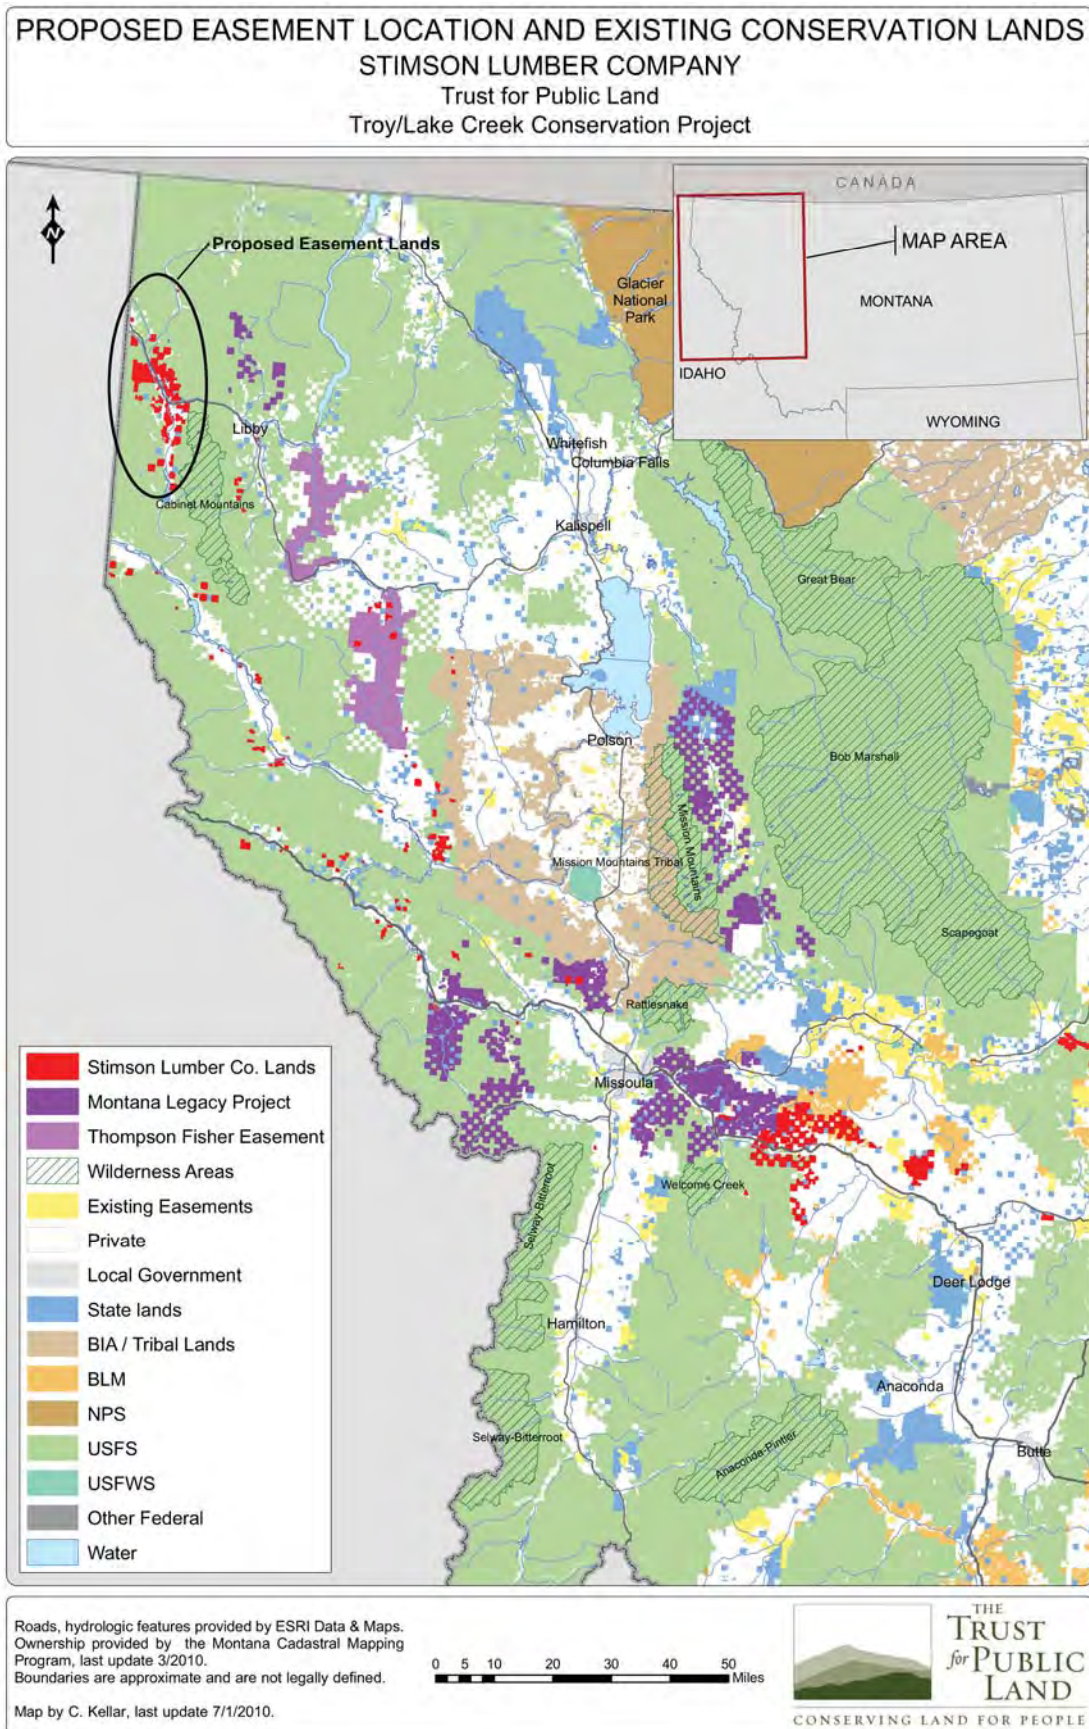 PROPOSED EASEMENT LOCATION AND EXISTING CONSERVATION LANDS
STIMSON LUMBER COMPANY
Trust for Public Land
Troy/Lake Creek Conservation Project
CANADA
MAP AREA
MONTANA
IDAHO
WYOMING
N
Proposed Easement Lands
Glacier
National
Park
Libby
Whitefish
Columbia Falls
Cabinet Mountains
Kalispell
Great Bear
Polson
Bob Marshall
Mission Mountains
Mission Mountains Tribal
Scapegoat
Rattlesnake
Missoula
Welcome Creek
Selway-Bitterroot
Deer Lodge
Hamilton
Anaconda
Selway-Bitterroot
Anaconda-Pintler
Butte
Stimson Lumber Co. Lands
Montana Legacy Project
Thompson Fisher Easement
Wilderness Areas
Existing Easements
Private
Local Government
State lands
BIA / Tribal Lands
BLM
NPS
USFS
USFWS
Other Federal
Water
Roads, hydrologic features provided by ESRI Data & Maps.
Ownership provided by the Montana Cadastral Mapping
Program, last update 3/2010.
Boundaries are approximate and are not legally defined.
Map by C. Kellar, last update 7/1/2010.
0 5 10 20 30 40 50
Miles
THE
TRUST
for PUBLIC
LAND
CONSERVING LAND FOR PEOPLE